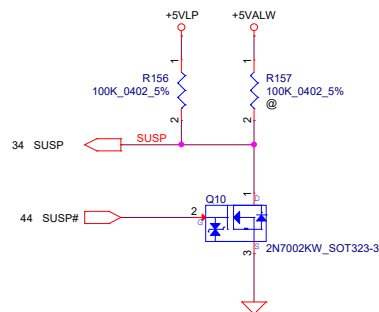 +5VLP +5VALW
1 1
R156 R157
100K_0402_5% 100K_0402_5%
@
2 2
34 SUSP SUSP
1
Q10 D
44 SUSP# 2 G
S
2N7002KW_SOT323-3
3